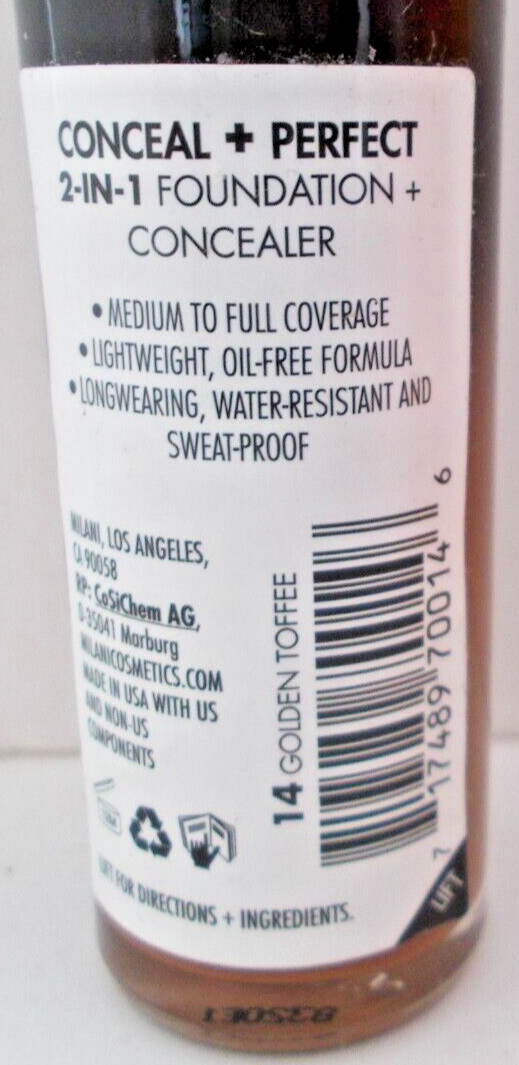 CONCEAL + PERFECT
2-IN-1 FOUNDATION +
CONCEALER
• MEDIUM TO FULL COVERAGE
• LIGHTWEIGHT, OIL-FREE FORMULA
• LONGWEARING, WATER-RESISTANT AND
SWEAT-PROOF
MILANI, LOS ANGELES,
CA 90058
RP: CoSiChem AG,
D-35041 Marburg
MILANICOSMETICS.COM
MADE IN USA WITH US
AND NON-US
COMPONENTS
14 GOLDEN TOFFEE
7 17489 70014 6
LIFT FOR DIRECTIONS + INGREDIENTS.
LIFT